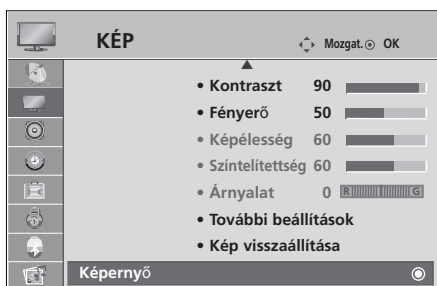 KÉP
Mozgat. OK
• Kontraszt 90
• Fényerő 50
• Képélesség 60
• Színtelítettség 60
• Árnyalat 0 R G
• További beállítások
• Kép visszaállítása
Képernyő